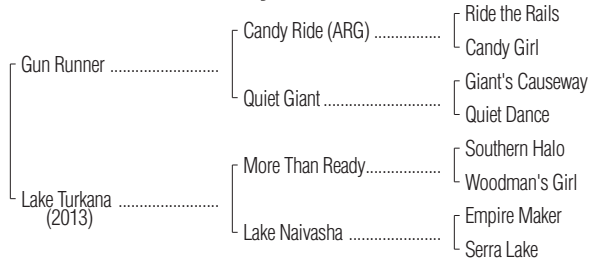 Ride the Rails
Candy Ride (ARG) ................
Candy Girl
Gun Runner ..........................
Giant's Causeway
Quiet Giant ............................
Quiet Dance
Southern Halo
More Than Ready..................
Woodman's Girl
Lake Turkana ........................
(2013)
Empire Maker
Lake Naivasha ......................
Serra Lake